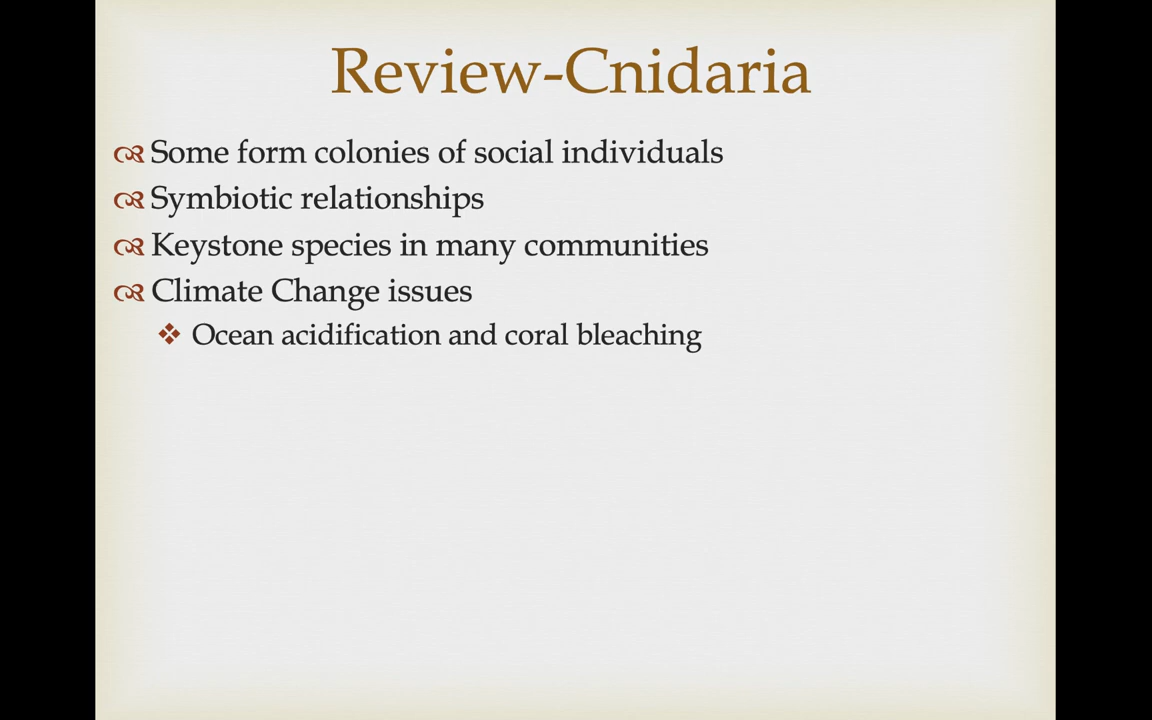 Review-Cnidaria
Some form colonies of social individuals
Symbiotic relationships
Keystone species in many communities
Climate Change issues
Ocean acidification and coral bleaching